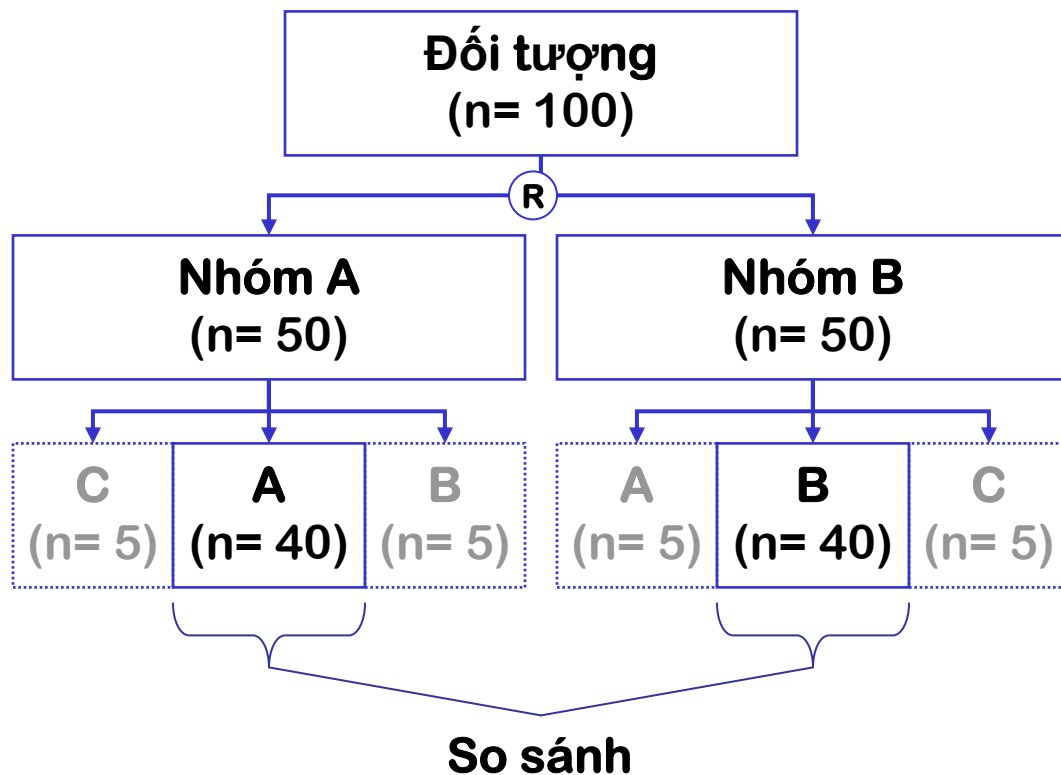 Đối tượng
(n= 100)
R
Nhóm A
(n= 50)
Nhóm B
(n= 50)
C
(n= 5)
A
(n= 40)
B
(n= 5)
A
(n= 5)
B
(n= 40)
C
(n= 5)
So sánh